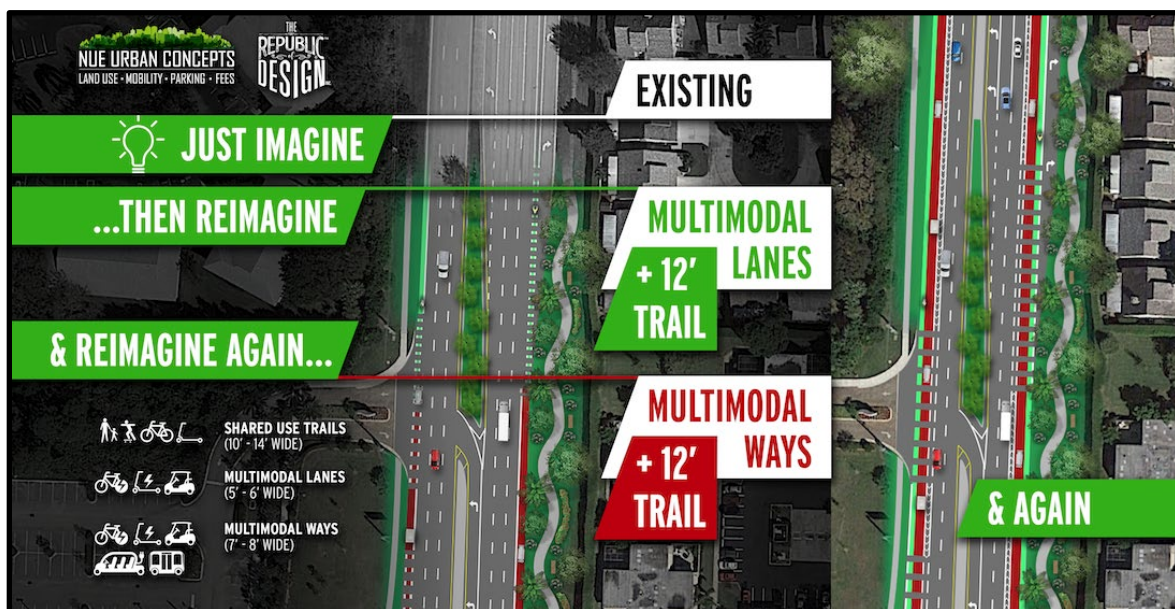 NUE URBAN CONCEPTS
LAND USE • MOBILITY • PARKING • FEES
THE
REPUBLIC
of
DESIGN
EXISTING
JUST IMAGINE
...THEN REIMAGINE
MULTIMODAL
LANES
+ 12'
TRAIL
& REIMAGINE AGAIN...
MULTIMODAL
WAYS
+ 12'
TRAIL
SHARED USE TRAILS
(10' - 14' WIDE)
MULTIMODAL LANES
(5' - 6' WIDE)
MULTIMODAL WAYS
(7' - 8' WIDE)
& AGAIN